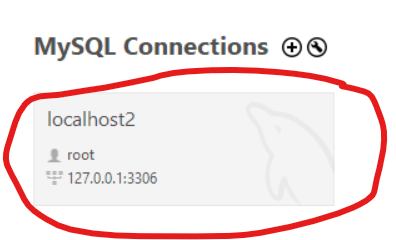 MySQL Connections
localhost2
root
127.0.0.1:3306